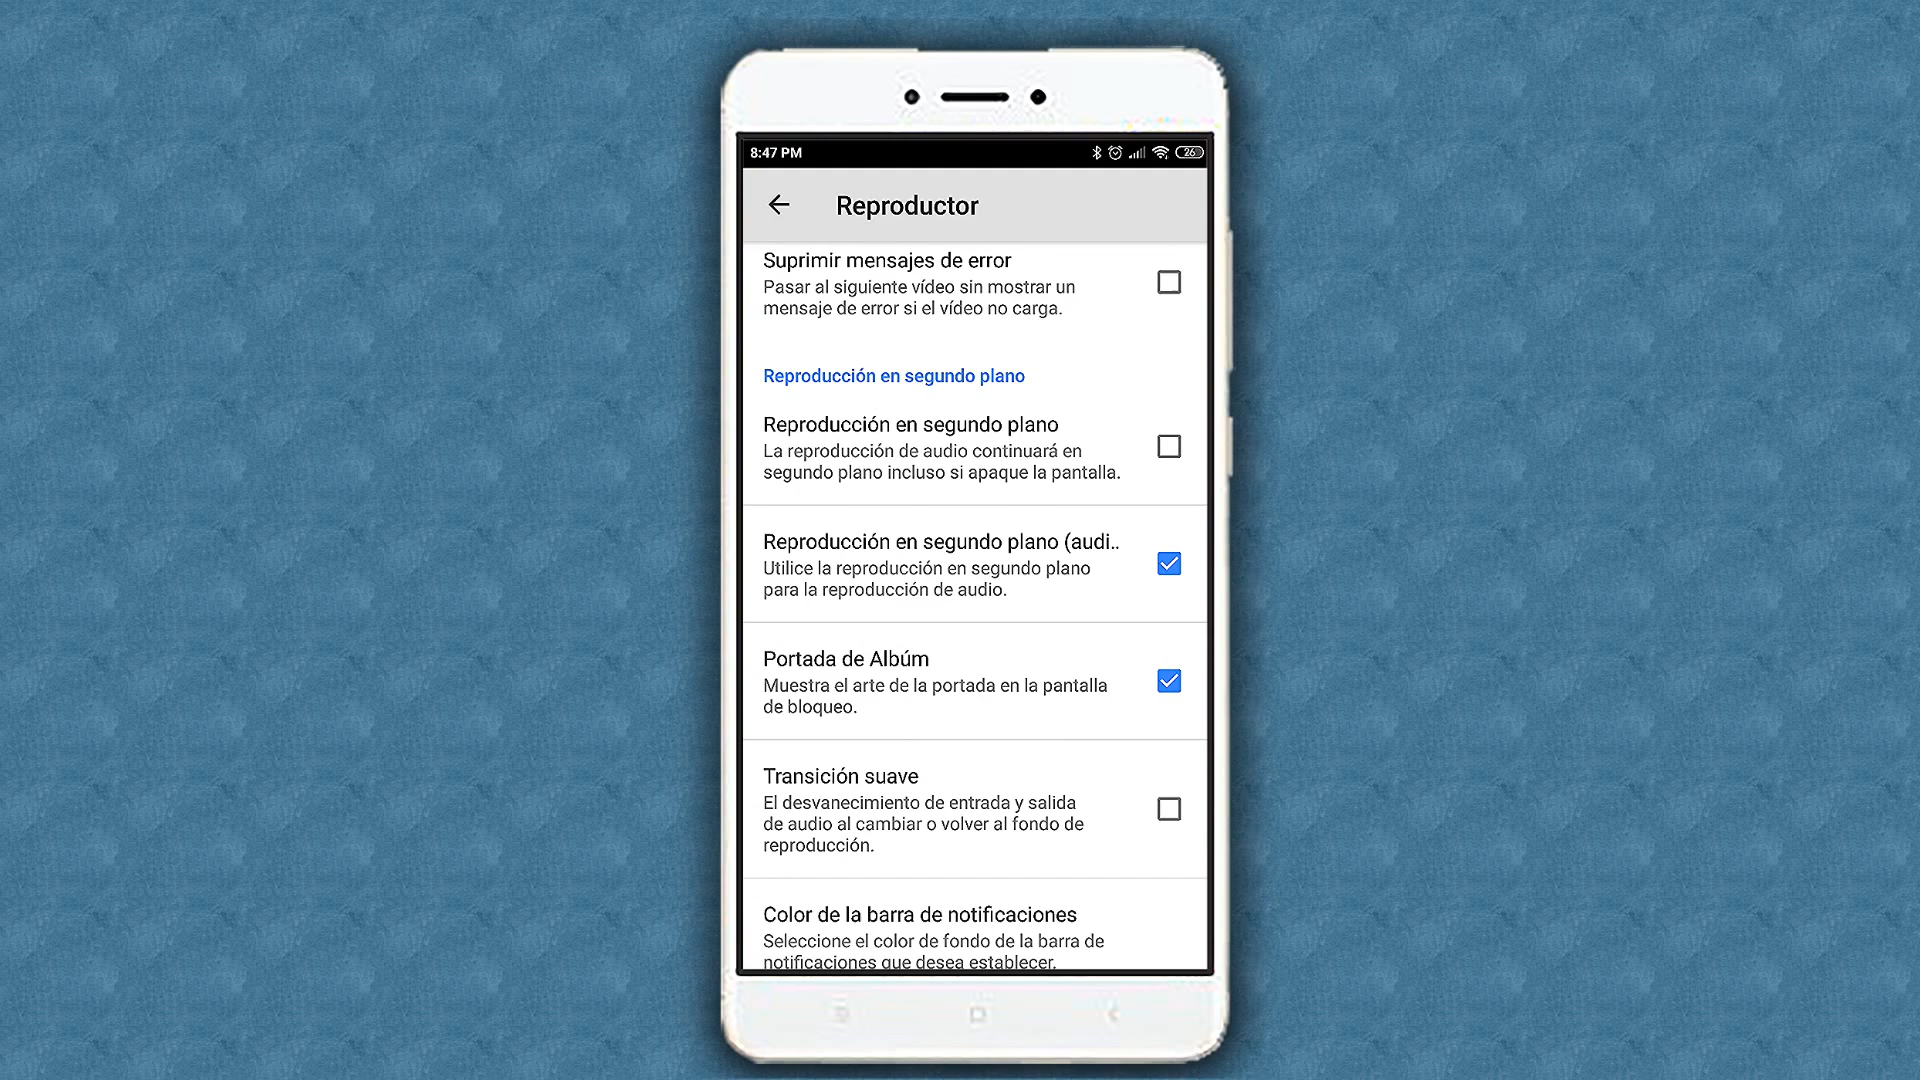 8:47 PM
26
Reproductor
Suprimir mensajes de error
Pasar al siguiente vídeo sin mostrar un
mensaje de error si el vídeo no carga.
Reproducción en segundo plano
Reproducción en segundo plano
La reproducción de audio continuará en
segundo plano incluso si apaque la pantalla.
Reproducción en segundo plano (audi..
Utilice la reproducción en segundo plano
para la reproducción de audio.
Portada de Albúm
Muestra el arte de la portada en la pantalla
de bloqueo.
Transición suave
El desvanecimiento de entrada y salida
de audio al cambiar o volver al fondo de
reproducción.
Color de la barra de notificaciones
Seleccione el color de fondo de la barra de
notificaciones que desea establecer.